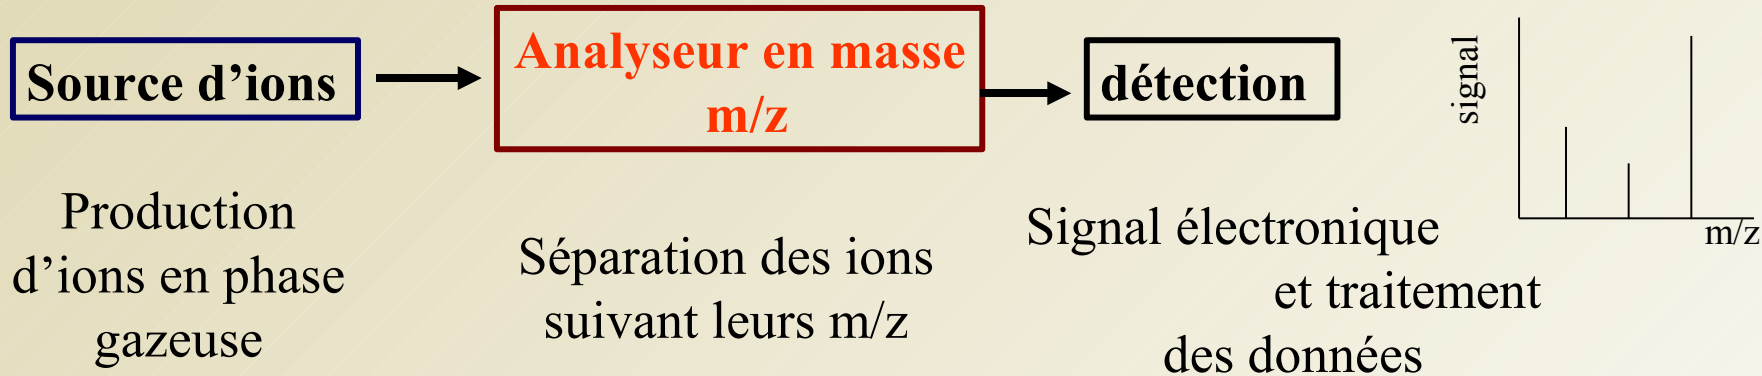 Source d’ions
Analyseur en masse
m/z
détection
signal
m/z
Production
d’ions en phase
gazeuse
Séparation des ions
suivant leurs m/z
Signal électronique
et traitement
des données